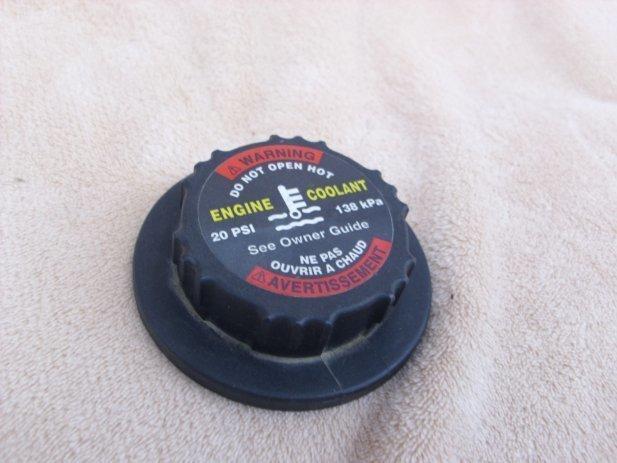 WARNING
DO NOT OPEN HOT
ENGINE COOLANT
20 PSI 138 kPa
See Owner Guide
NE PAS
OUVRIR A CHAUD
AVERTISSEMENT